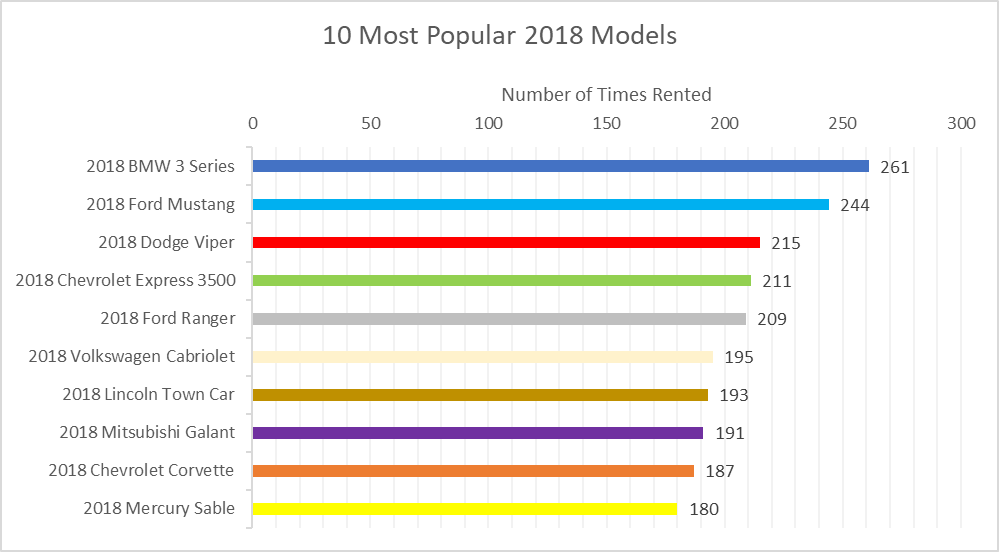 10 Most Popular 2018 Models
Number of Times Rented
0 50 100 150 200 250 300
2018 BMW 3 Series 261
2018 Ford Mustang 244
2018 Dodge Viper 215
2018 Chevrolet Express 3500 211
2018 Ford Ranger 209
2018 Volkswagen Cabriolet 195
2018 Lincoln Town Car 193
2018 Mitsubishi Galant 191
2018 Chevrolet Corvette 187
2018 Mercury Sable 180